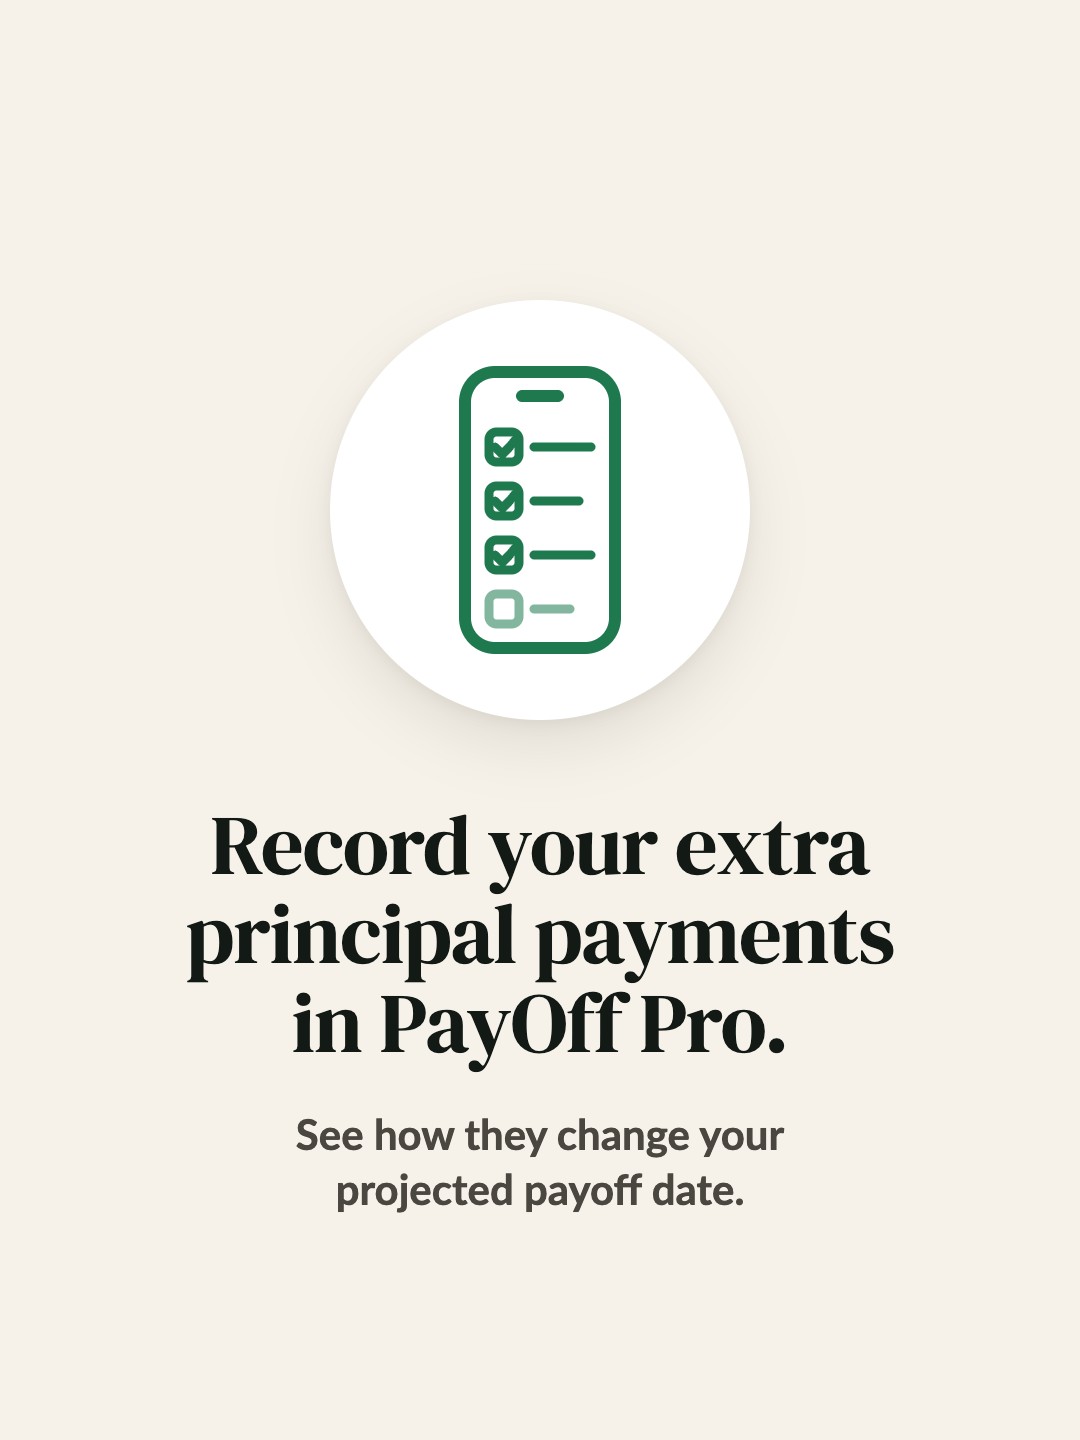 Record your extra
principal payments
in PayOff Pro.
See how they change your
projected payoff date.